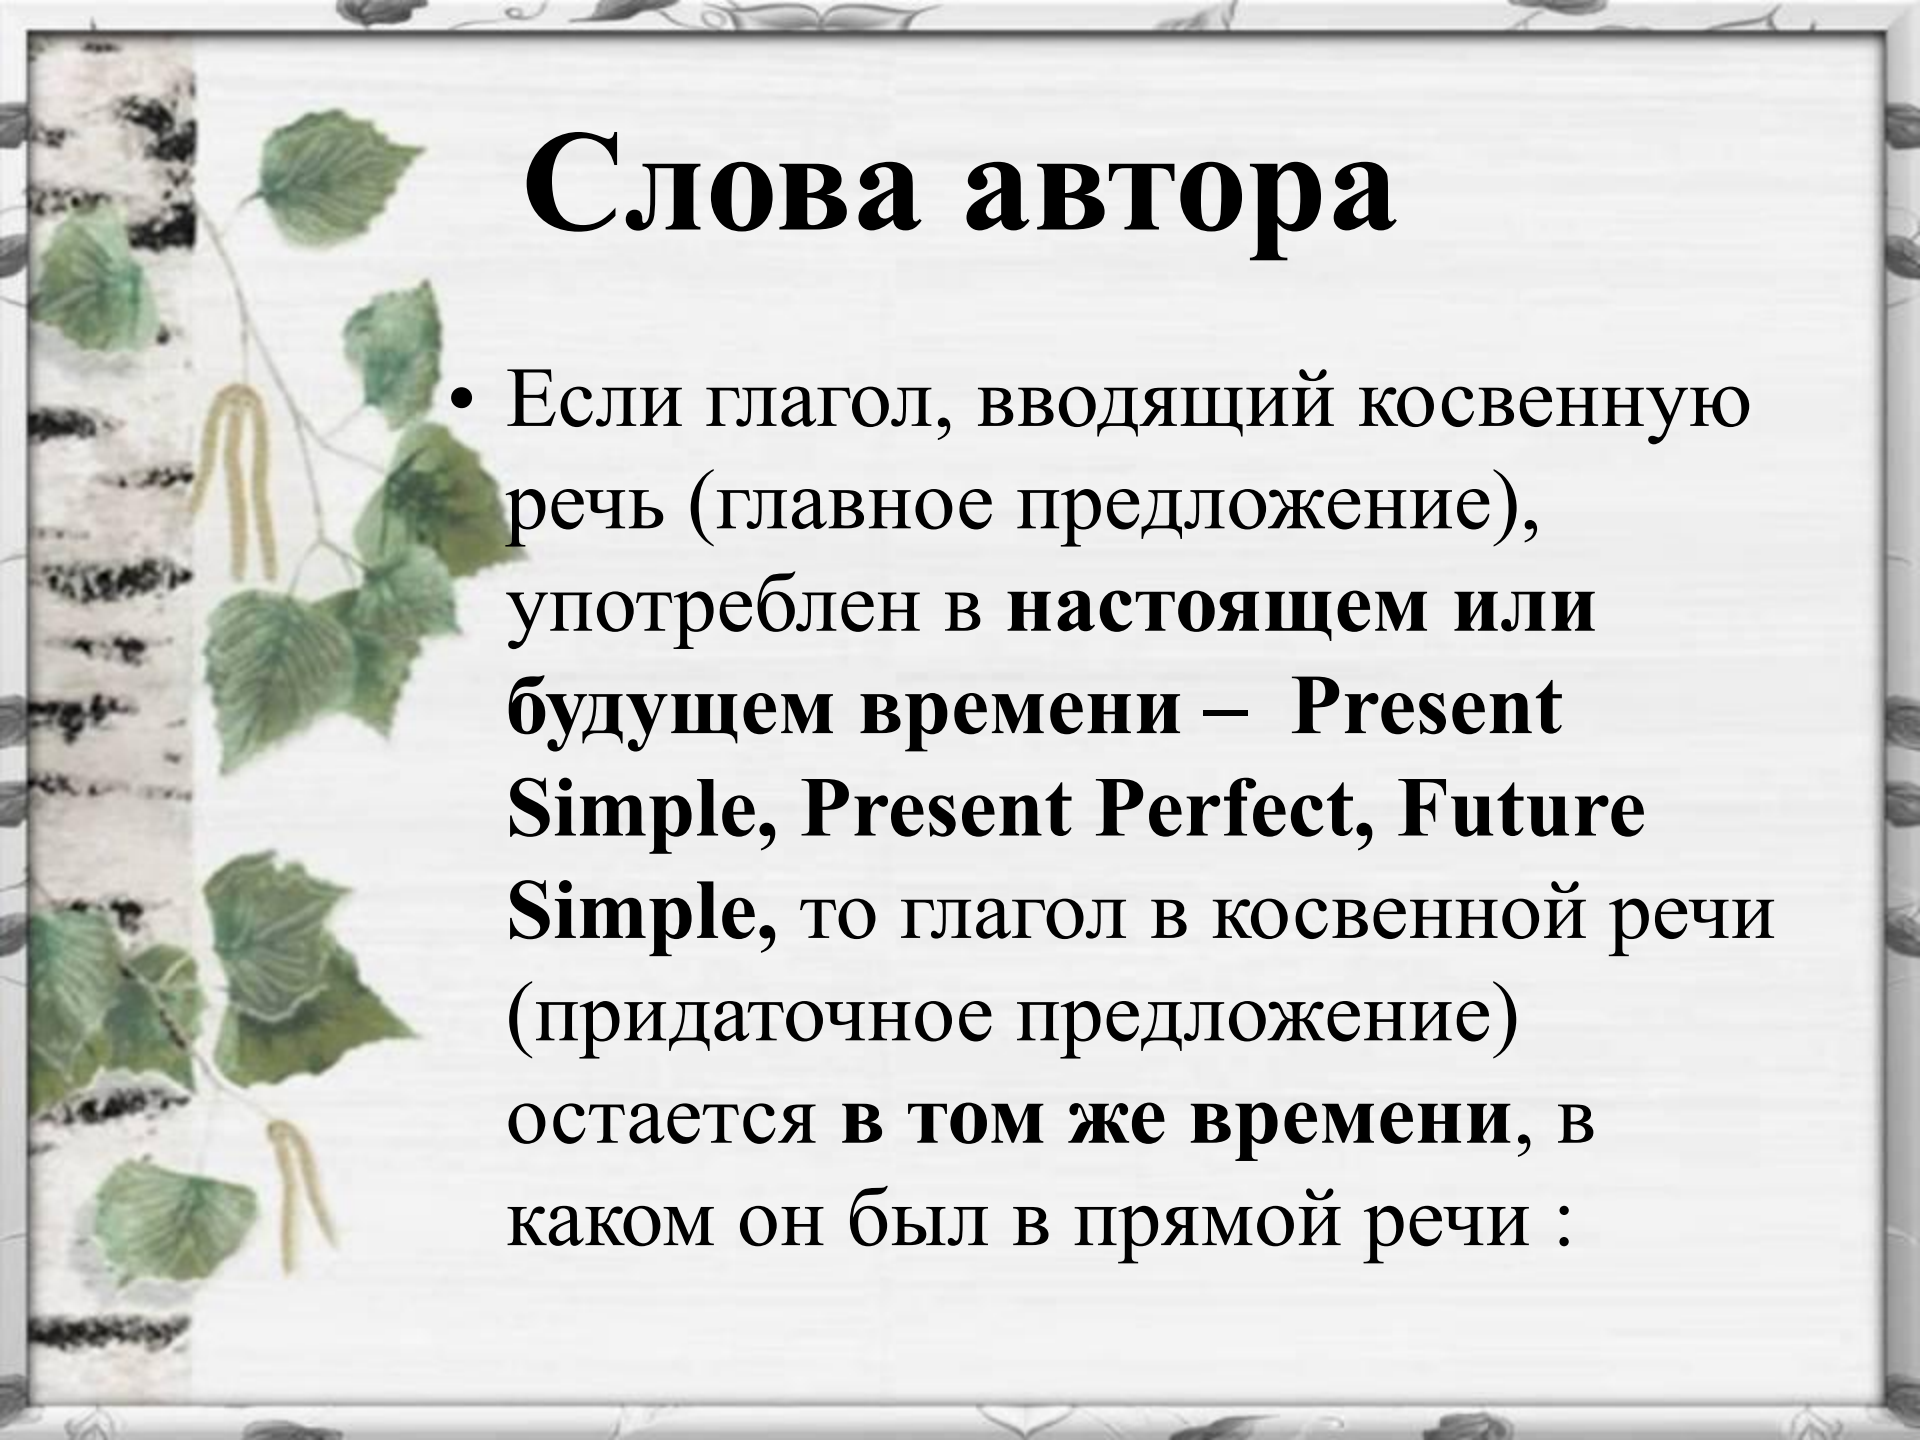 Слова автора
• Если глагол, вводящий косвенную
речь (главное предложение),
употреблен в настоящем или
будущем времени –  Present
Simple, Present Perfect, Future
Simple, то глагол в косвенной речи
(придаточное предложение)
остается в том же времени, в
каком он был в прямой речи :